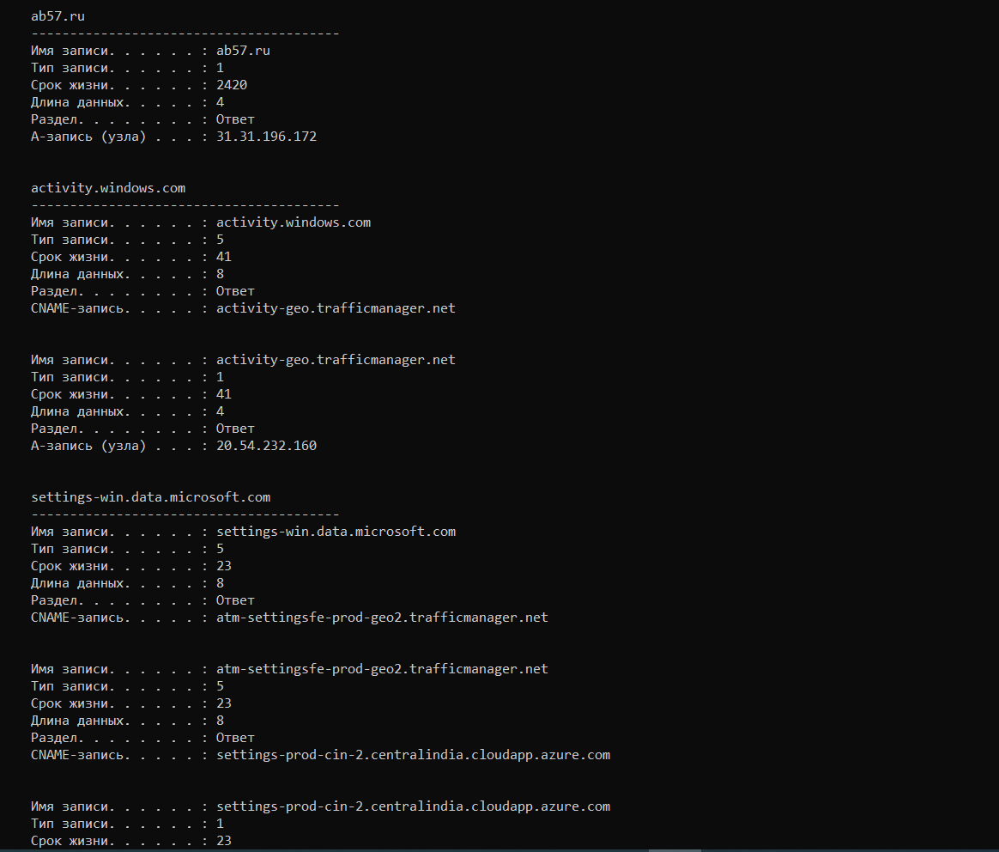 ab57.ru
----------------------------------------
Имя записи. . . . . . : ab57.ru
Тип записи. . . . . . : 1
Срок жизни. . . . . . : 2420
Длина данных. . . . . : 4
Раздел. . . . . . . . : Ответ
А-запись (узла) . . . : 31.31.196.172
activity.windows.com
----------------------------------------
Имя записи. . . . . . : activity.windows.com
Тип записи. . . . . . : 5
Срок жизни. . . . . . : 41
Длина данных. . . . . : 8
Раздел. . . . . . . . : Ответ
CNAME-запись. . . . . : activity-geo.trafficmanager.net
Имя записи. . . . . . : activity-geo.trafficmanager.net
Тип записи. . . . . . : 1
Срок жизни. . . . . . : 41
Длина данных. . . . . : 4
Раздел. . . . . . . . : Ответ
А-запись (узла) . . . : 20.54.232.160
settings-win.data.microsoft.com
----------------------------------------
Имя записи. . . . . . : settings-win.data.microsoft.com
Тип записи. . . . . . : 5
Срок жизни. . . . . . : 23
Длина данных. . . . . : 8
Раздел. . . . . . . . : Ответ
CNAME-запись. . . . . : atm-settingsfe-prod-geo2.trafficmanager.net
Имя записи. . . . . . : atm-settingsfe-prod-geo2.trafficmanager.net
Тип записи. . . . . . : 5
Срок жизни. . . . . . : 23
Длина данных. . . . . : 8
Раздел. . . . . . . . : Ответ
CNAME-запись. . . . . : settings-prod-cin-2.centralindia.cloudapp.azure.com
Имя записи. . . . . . : settings-prod-cin-2.centralindia.cloudapp.azure.com
Тип записи. . . . . . : 1
Срок жизни. . . . . . : 23